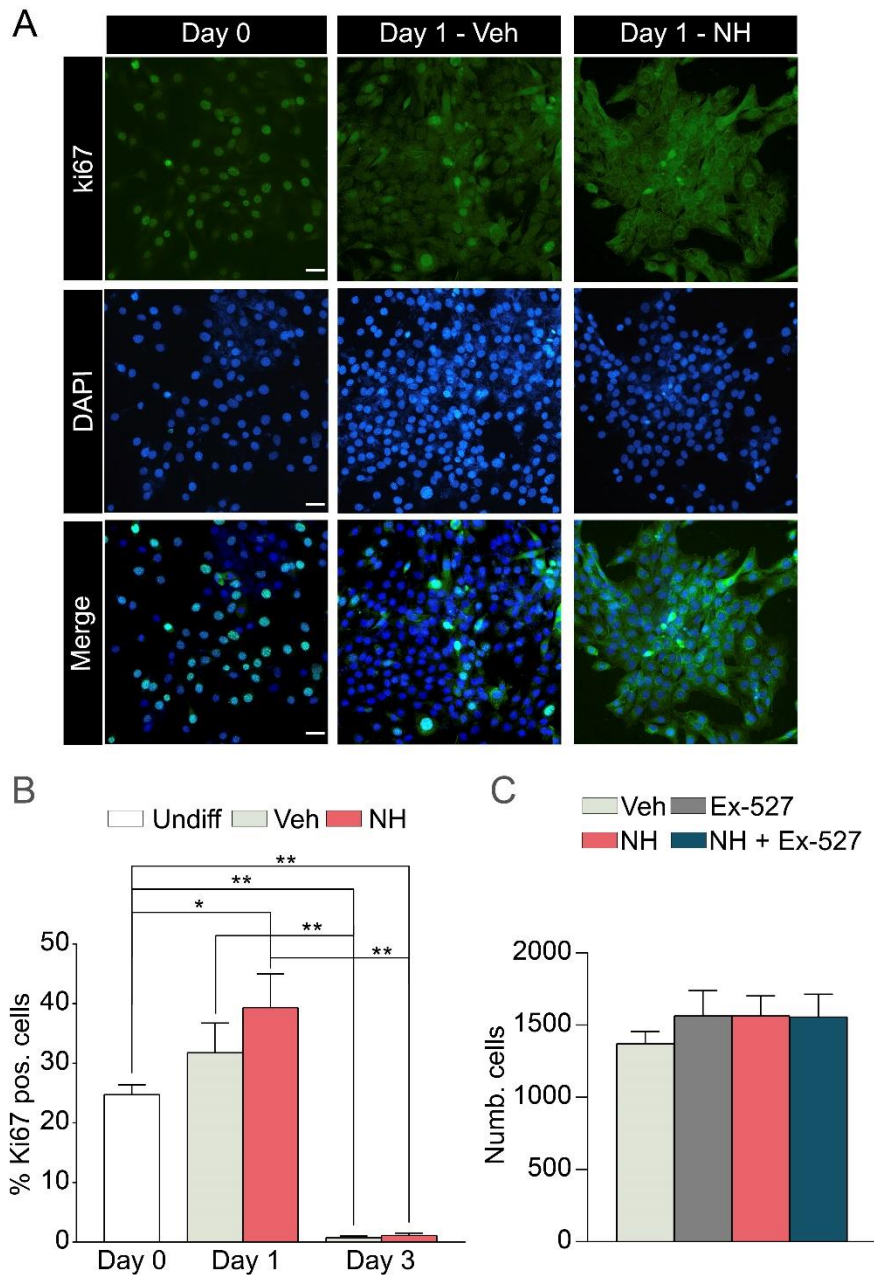 A
Day 0 Day 1 - Veh Day 1 - NH
ki67
DAPI
Merge
B
Undiff Veh NH
**
**
*
**
**
50
40
30
20
10
0
% Ki67 pos. cells
Day 0 Day 1 Day 3
C
Veh Ex-527
NH NH + Ex-527
2000
1500
1000
500
0
Numb. cells